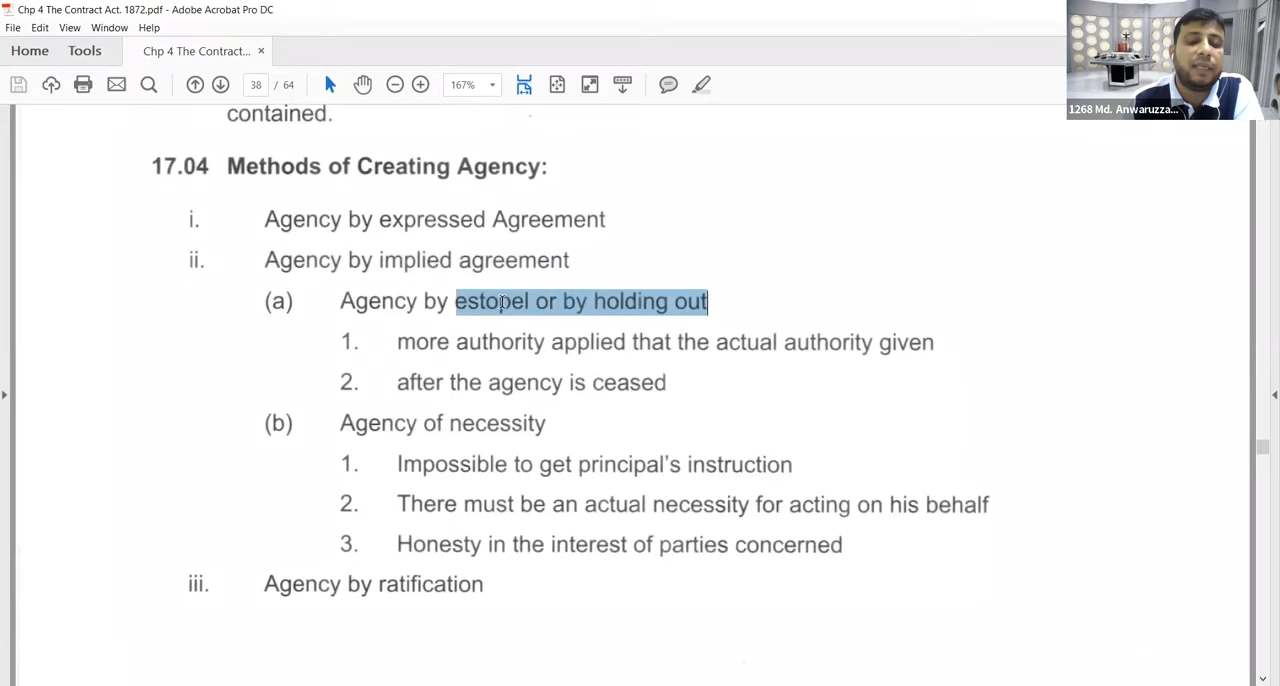 Chp 4 The Contract Act. 1872.pdf - Adobe Acrobat Pro DC
File Edit View Window Help
Home Tools Chp 4 The Contract... ×
38 / 64 167%
1268 Md. Anwaruzza...
contained.
17.04 Methods of Creating Agency:
i. Agency by expressed Agreement
ii. Agency by implied agreement
(a) Agency by estopel or by holding out
1. more authority applied that the actual authority given
2. after the agency is ceased
(b) Agency of necessity
1. Impossible to get principal's instruction
2. There must be an actual necessity for acting on his behalf
3. Honesty in the interest of parties concerned
iii. Agency by ratification